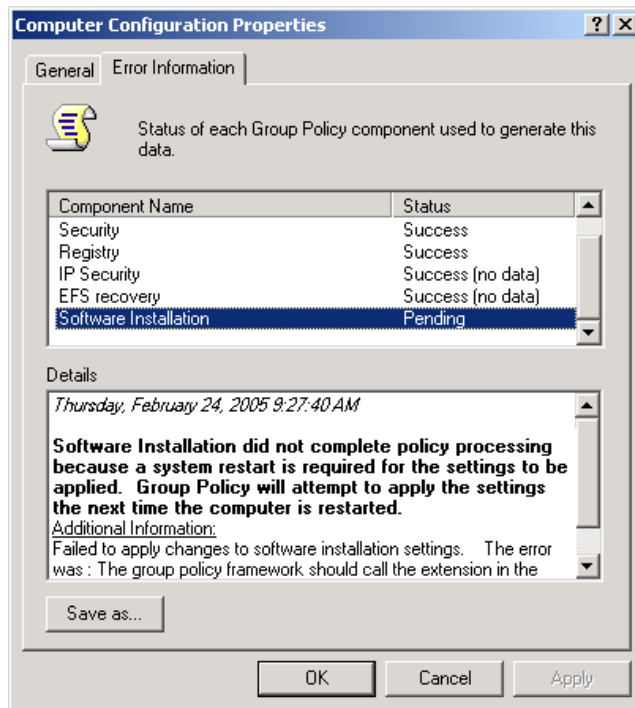 Computer Configuration Properties
General Error Information
Status of each Group Policy component used to generate this
data.
Component Name Status
Security Success
Registry Success
IP Security Success (no data)
EFS recovery Success (no data)
Software Installation Pending
Details
Thursday, February 24, 2005 9:27:40 AM
Software Installation did not complete policy processing
because a system restart is required for the settings to be
applied. Group Policy will attempt to apply the settings
the next time the computer is restarted.
Additional Information:
Failed to apply changes to software installation settings. The error
was : The group policy framework should call the extension in the
Save as...
OK Cancel Apply